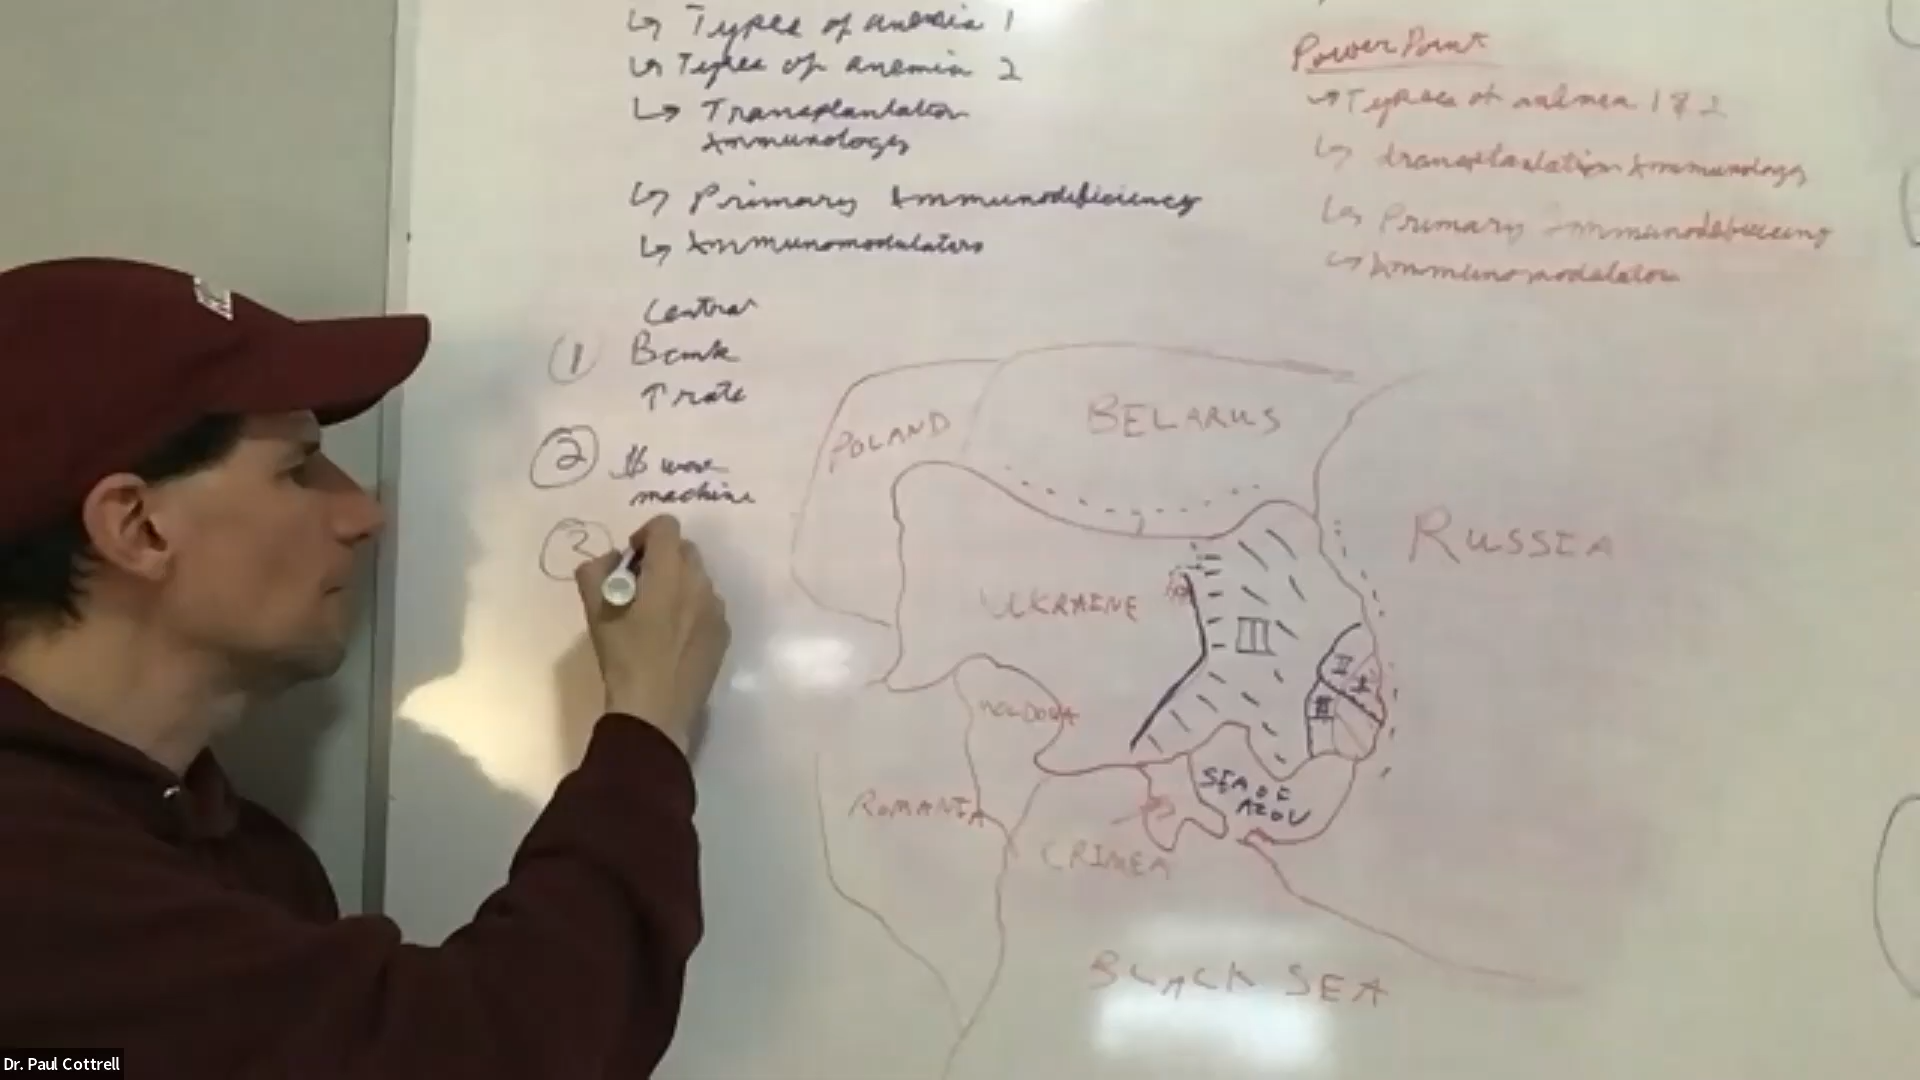 ↳ Types of anemia 1
↳ Types of anemia 2
↳ Transplantation
Immunology
↳ Primary Immunodeficiency
↳ Immunomodulators
PowerPoint
↳ Types of anemia 1 & 2
↳ transplantation Immunology
↳ Primary Immunodeficiency
↳ Immunomodulators
Central
① Bank
↑ rate
② $ war
machine
③
POLAND
BELARUS
RUSSIA
UKRAINE
III
II
I
II
MOLDOVA
SEA OF
AZOV
ROMANIA
CRIMEA
BLACK SEA
Dr. Paul Cottrell